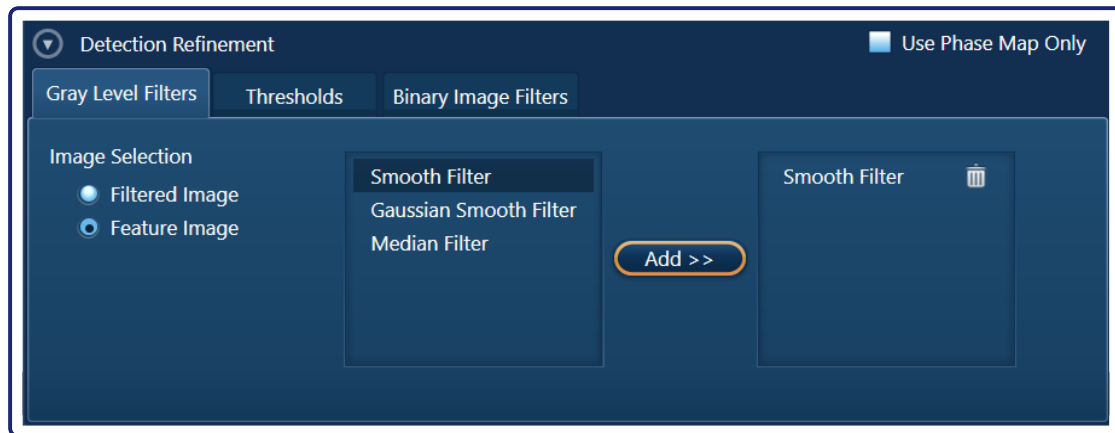 Detection Refinement
Use Phase Map Only
Gray Level Filters
Thresholds
Binary Image Filters
Image Selection
Filtered Image
Feature Image
Smooth Filter
Gaussian Smooth Filter
Median Filter
Add >>
Smooth Filter